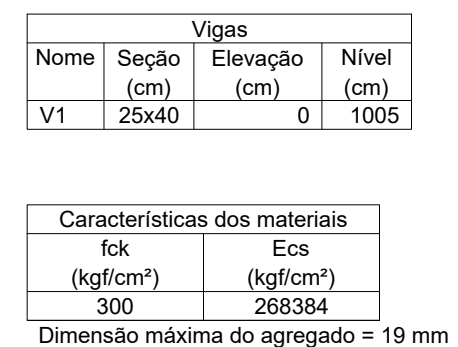 Vigas
Nome Seção Elevação Nível
(cm) (cm) (cm)
V1 25x40 0 1005
Características dos materiais
fck Ecs
(kgf/cm²) (kgf/cm²)
300 268384
Dimensão máxima do agregado = 19 mm